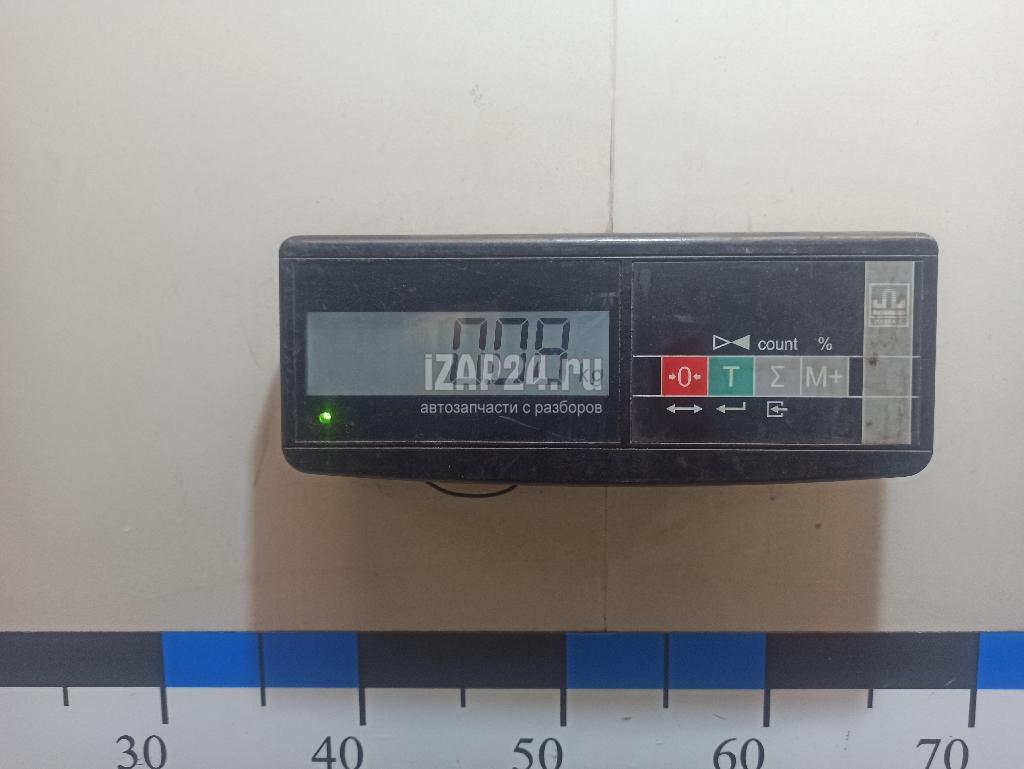 0.08 kg
iZAP24.ru
автозапчасти с разборов
count %
→0← T Σ M+
30 40 50 60 70